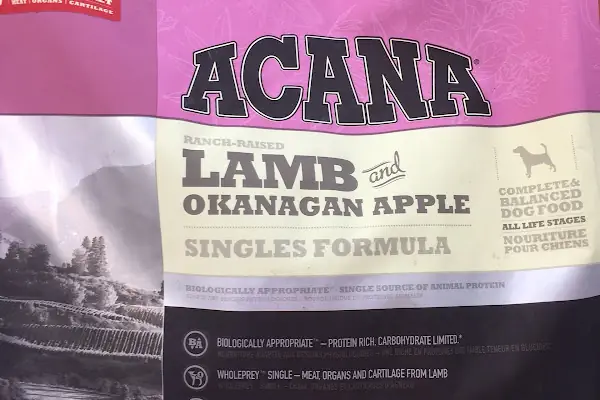 MEAT | ORGANS | CARTILAGE
ACANA®
RANCH-RAISED
LAMB and
OKANAGAN APPLE
SINGLES FORMULA
COMPLETE &
BALANCED
DOG FOOD
ALL LIFE STAGES
NOURITURE
POUR CHIENS
BIOLOGICALLY APPROPRIATE™ SINGLE SOURCE OF ANIMAL PROTEIN
BA BIOLOGICALLY APPROPRIATE™ — PROTEIN RICH, CARBOHYDRATE LIMITED.*
WHOLEPREY™ SINGLE — MEAT, ORGANS AND CARTILAGE FROM LAMB